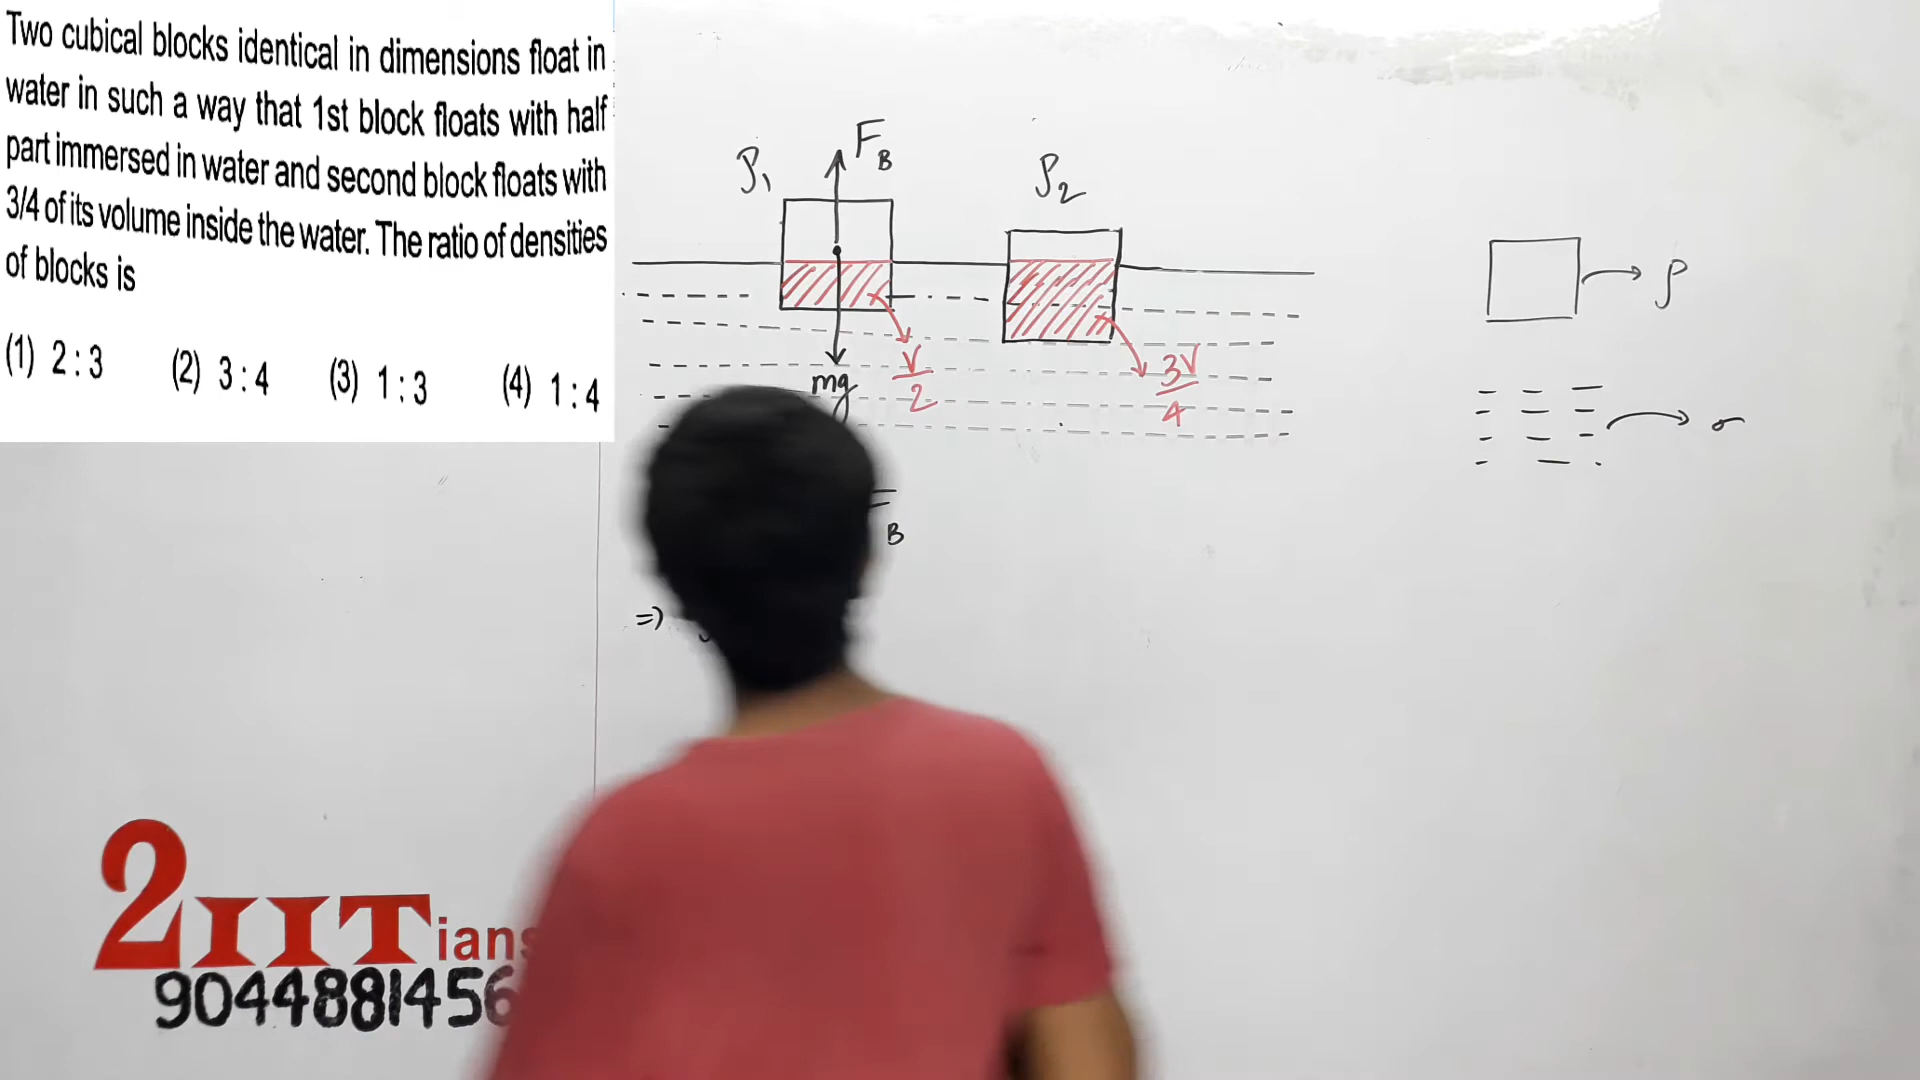 Two cubical blocks identical in dimensions float in
water in such a way that 1st block floats with half
part immersed in water and second block floats with
3/4 of its volume inside the water. The ratio of densities
of blocks is
(1) 2 : 3 (2) 3 : 4 (3) 1 : 3 (4) 1 : 4
ρ₁ F_B ρ₂
ρ
V/2 3V/4
mg
σ
= B
⇒
2IITians
9044881456